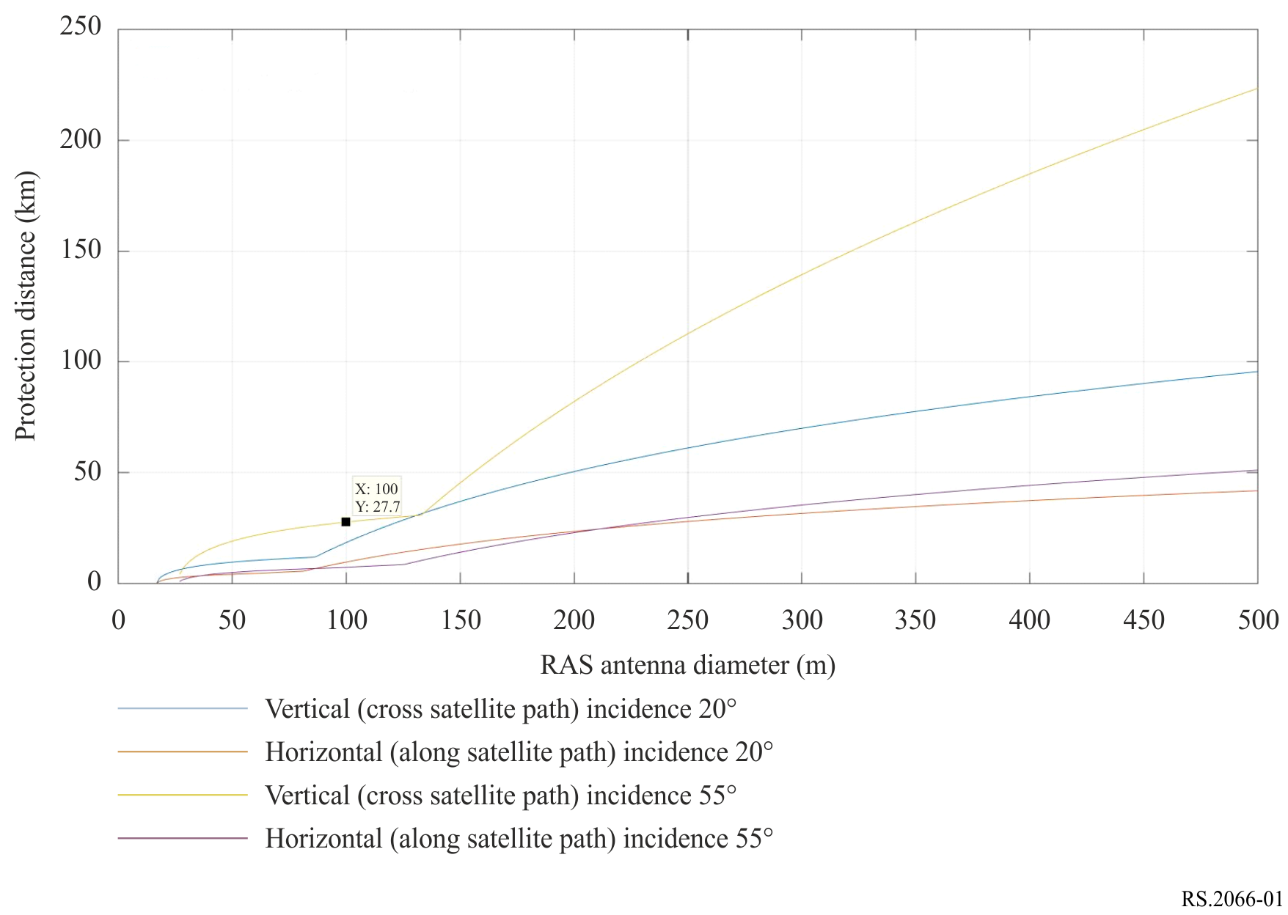 250
200
150
100
50
0
Protection distance (km)
X: 100
Y: 27.7
0 50 100 150 200 250 300 350 400 450 500
RAS antenna diameter (m)
Vertical (cross satellite path) incidence 20°
Horizontal (along satellite path) incidence 20°
Vertical (cross satellite path) incidence 55°
Horizontal (along satellite path) incidence 55°
RS.2066-01